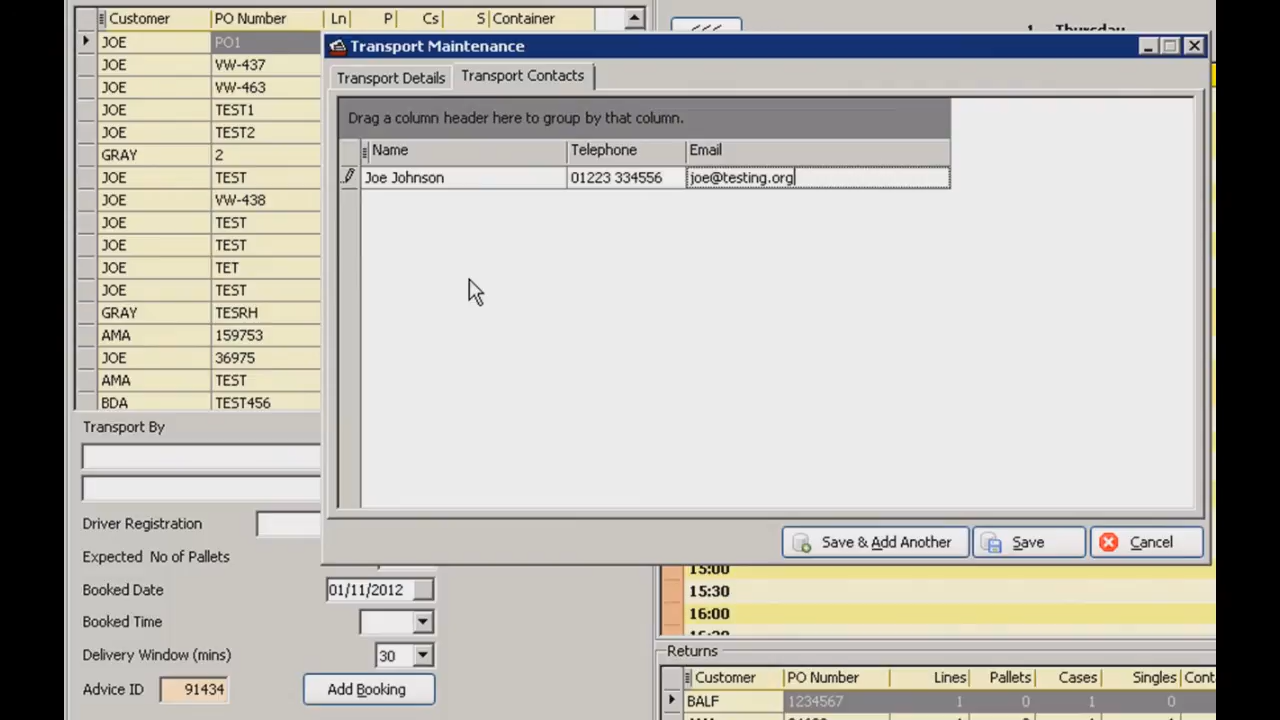 Customer PO Number Ln P Cs S Container
JOE PO1
JOE VW-437
JOE VW-463
JOE TEST1
JOE TEST2
GRAY 2
JOE TEST
JOE VW-438
JOE TEST
JOE TEST
JOE TET
JOE TEST
GRAY TESRH
AMA 159753
JOE 36975
AMA TEST
BDA TEST456
1 Thursday
Transport Maintenance
Transport Details Transport Contacts
Drag a column header here to group by that column.
Name Telephone Email
Joe Johnson 01223 334556 joe@testing.org
Save & Add Another Save Cancel
Transport By
Driver Registration
Expected No of Pallets
Booked Date 01/11/2012
Booked Time
Delivery Window (mins) 30
Advice ID 91434 Add Booking
15:00
15:30
16:00
16:30
Returns
Customer PO Number Lines Pallets Cases Singles Cont
BALF 1234567 1 0 1 0